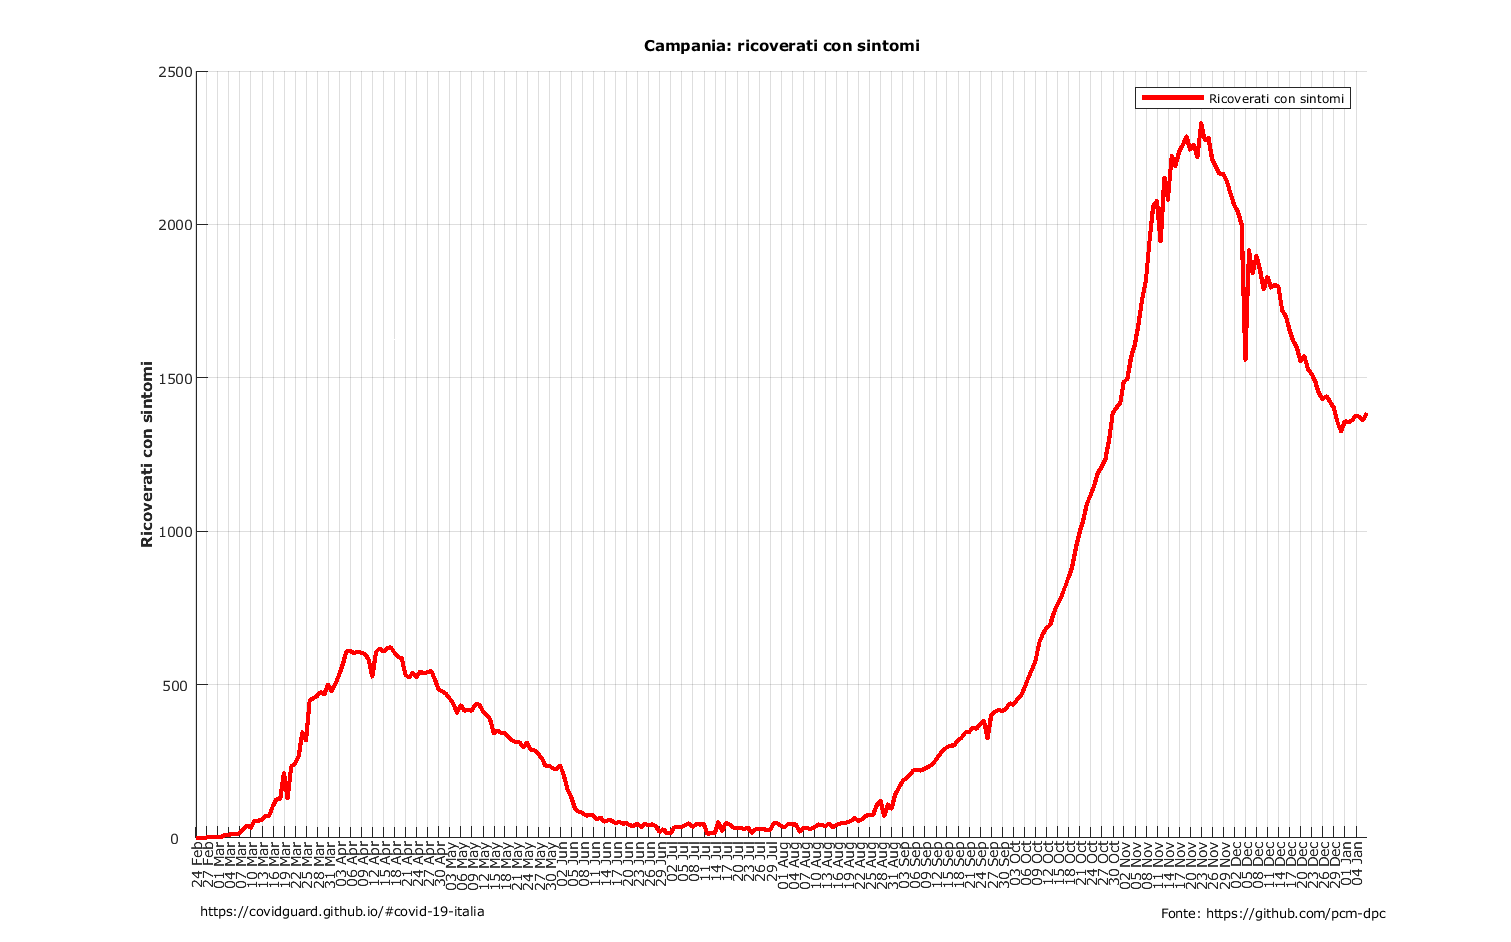 Campania: ricoverati con sintomi
Ricoverati con sintomi
Ricoverati con sintomi
2500
2000
1500
1000
500
0
24 Feb
27 Feb
01 Mar
04 Mar
07 Mar
10 Mar
13 Mar
16 Mar
19 Mar
22 Mar
25 Mar
28 Mar
31 Mar
03 Apr
06 Apr
09 Apr
12 Apr
15 Apr
18 Apr
21 Apr
24 Apr
27 Apr
30 Apr
03 May
06 May
09 May
12 May
15 May
18 May
21 May
24 May
27 May
30 May
02 Jun
05 Jun
08 Jun
11 Jun
14 Jun
17 Jun
20 Jun
23 Jun
26 Jun
29 Jun
02 Jul
05 Jul
08 Jul
11 Jul
14 Jul
17 Jul
20 Jul
23 Jul
26 Jul
29 Jul
01 Aug
04 Aug
07 Aug
10 Aug
13 Aug
16 Aug
19 Aug
22 Aug
25 Aug
28 Aug
31 Aug
03 Sep
06 Sep
09 Sep
12 Sep
15 Sep
18 Sep
21 Sep
24 Sep
27 Sep
30 Sep
03 Oct
06 Oct
09 Oct
12 Oct
15 Oct
18 Oct
21 Oct
24 Oct
27 Oct
30 Oct
02 Nov
05 Nov
08 Nov
11 Nov
14 Nov
17 Nov
20 Nov
23 Nov
26 Nov
29 Nov
02 Dec
05 Dec
08 Dec
11 Dec
14 Dec
17 Dec
20 Dec
23 Dec
26 Dec
29 Dec
01 Jan
04 Jan
https://covidguard.github.io/#covid-19-italia
Fonte: https://github.com/pcm-dpc